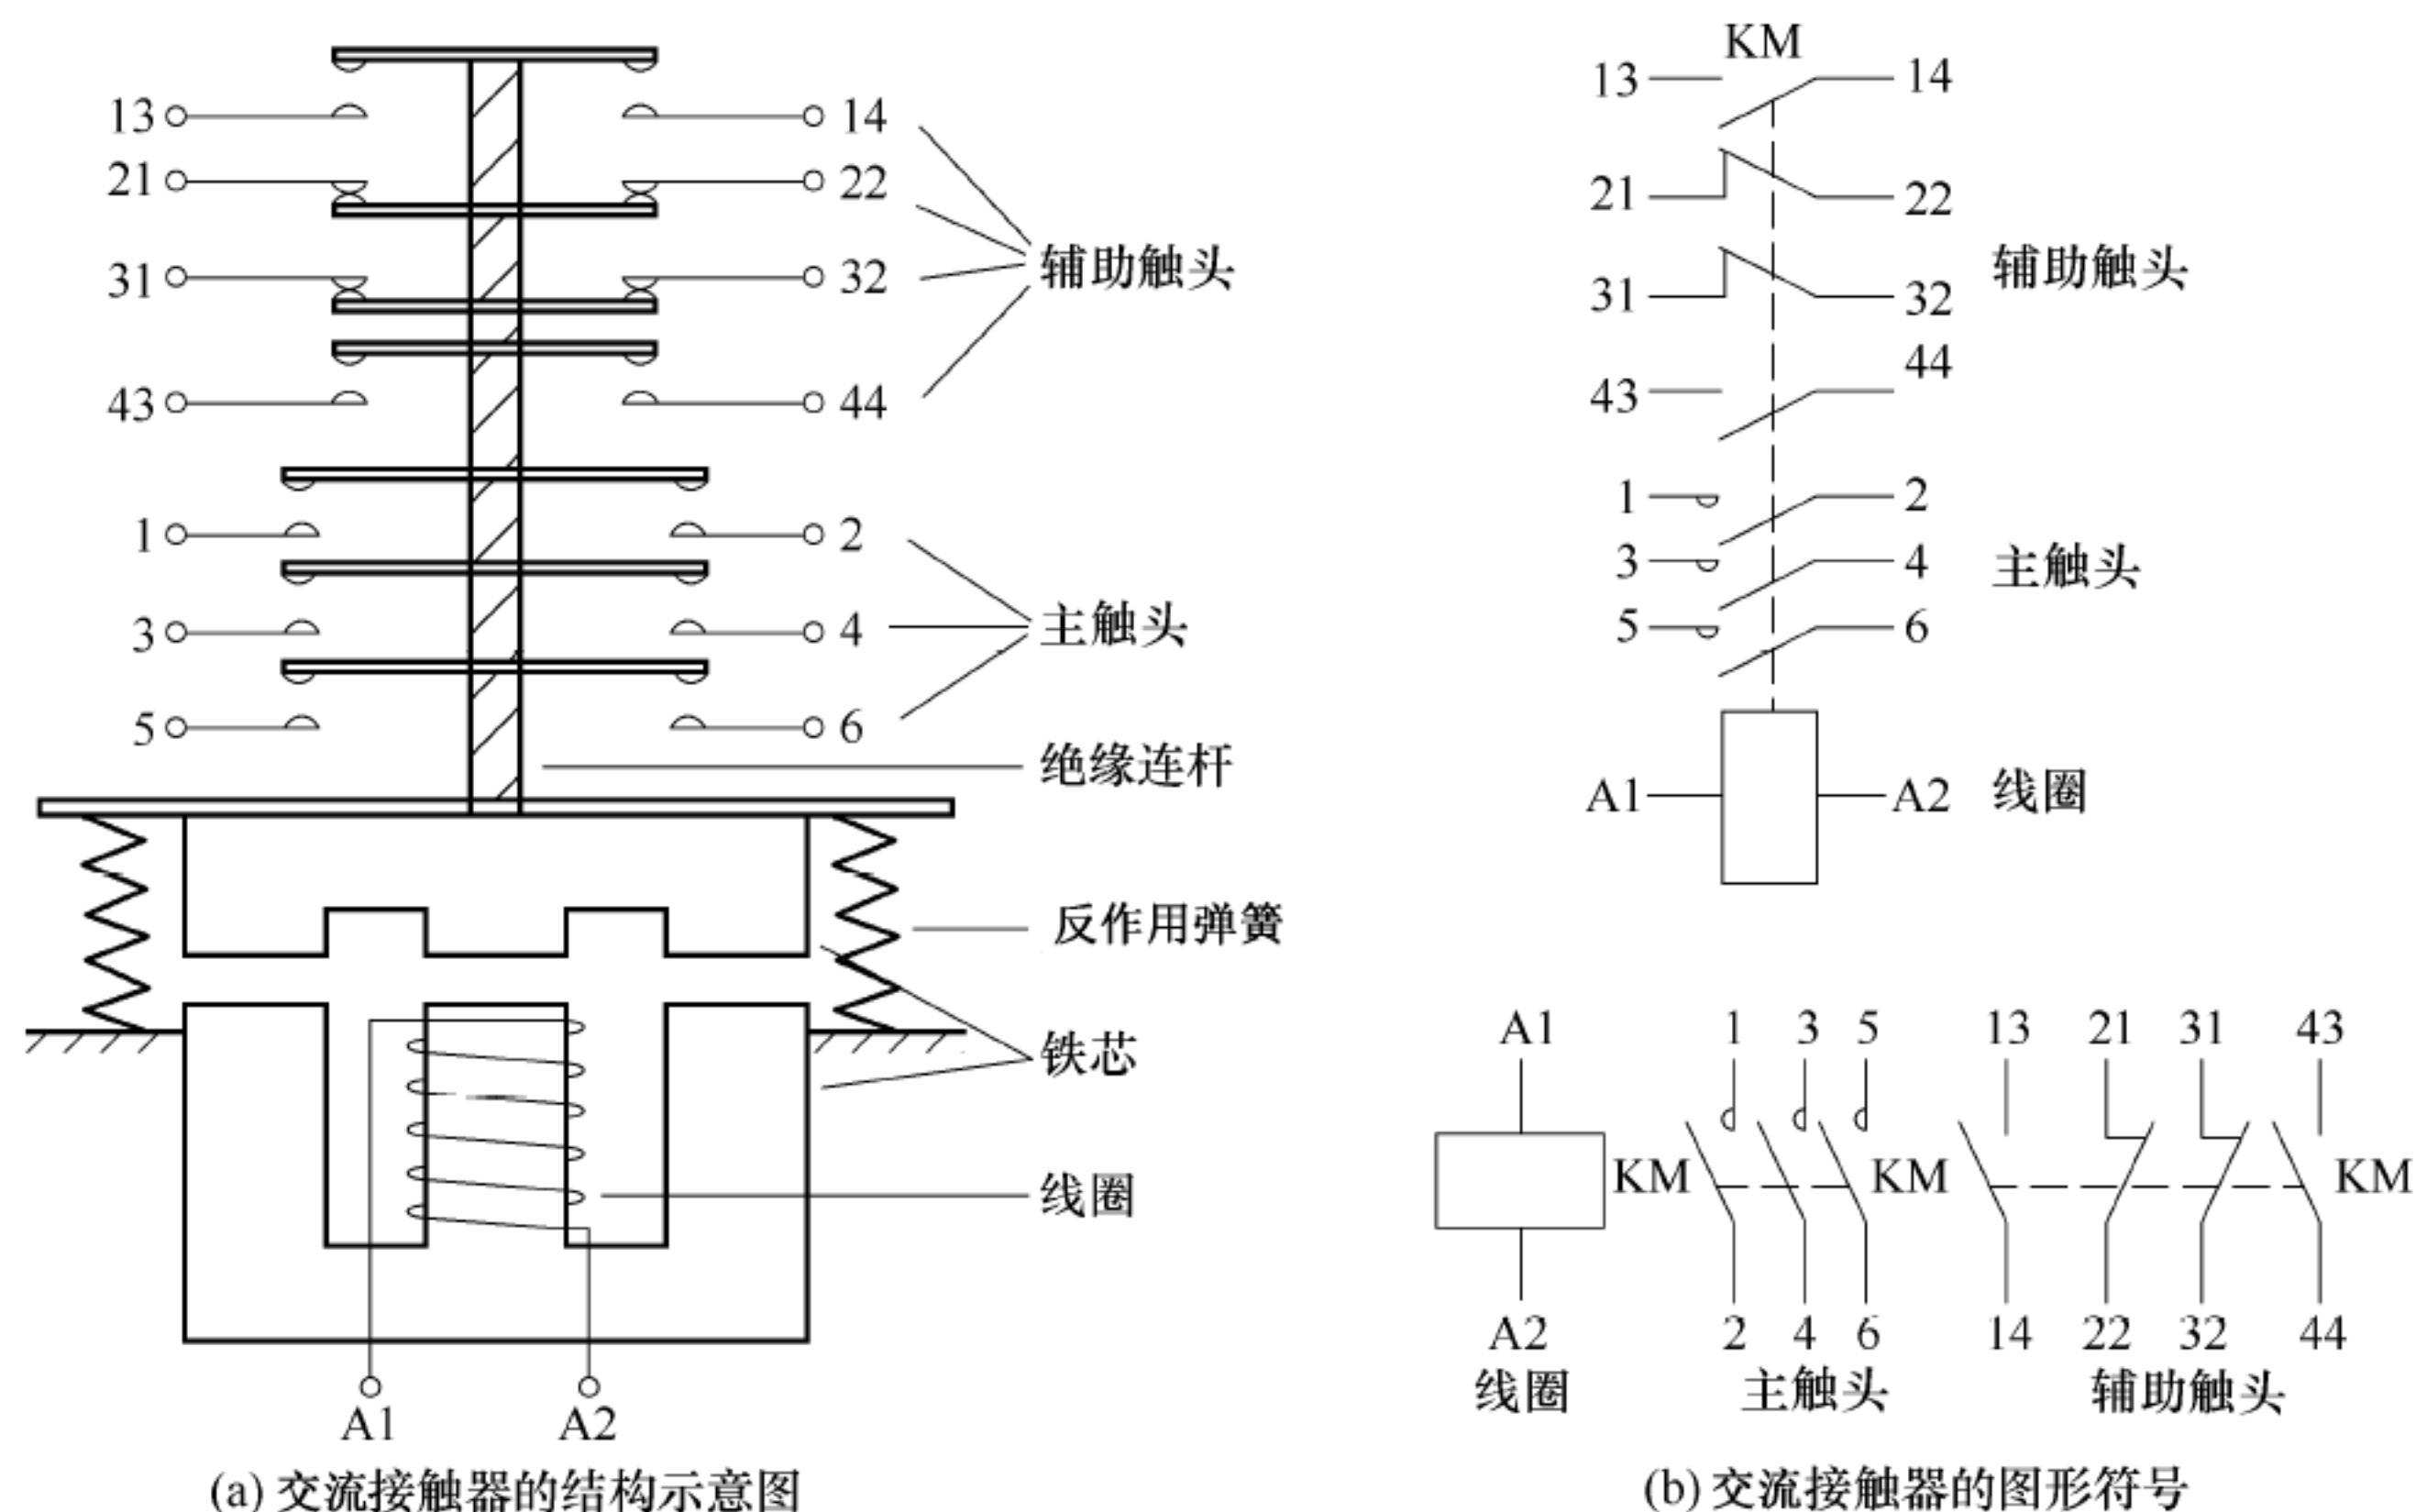 13 14
21 22
31 32
辅助触头
43 44
1 2
3 4
主触头
5 6
绝缘连杆
反作用弹簧
铁芯
线圈
A1 A2
(a) 交流接触器的结构示意图
KM
13 14
21 22
辅助触头
31 32
44
43
1 2
3 4
主触头
5 6
A1 A2 线圈
A1 1 3 5 13 21 31 43
KM KM KM
A2 2 4 6 14 22 32 44
线圈 主触头 辅助触头
(b) 交流接触器的图形符号